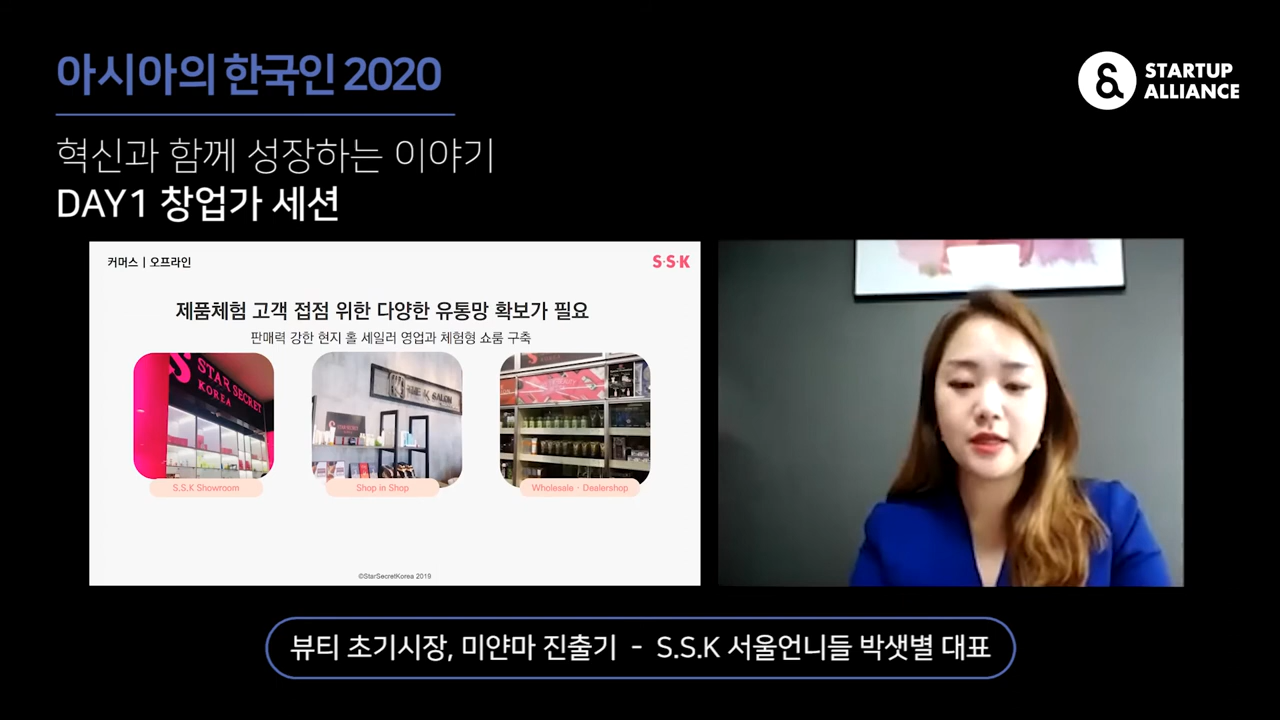 아시아의 한국인 2020
STARTUP
ALLIANCE
혁신과 함께 성장하는 이야기
DAY1 창업가 세션
커머스 | 오프라인
S·S·K
제품체험 고객 접점 위한 다양한 유통망 확보가 필요
판매력 강한 현지 홀 세일러 영업과 체험형 쇼룸 구축
S
STAR SECRET
KOREA
THE K SALON
STAR SECRET
S.S.K Showroom
Shop in Shop
Wholesale · Dealershop
©StarSecretKorea 2019
뷰티 초기시장, 미얀마 진출기 - S.S.K 서울언니들 박샛별 대표